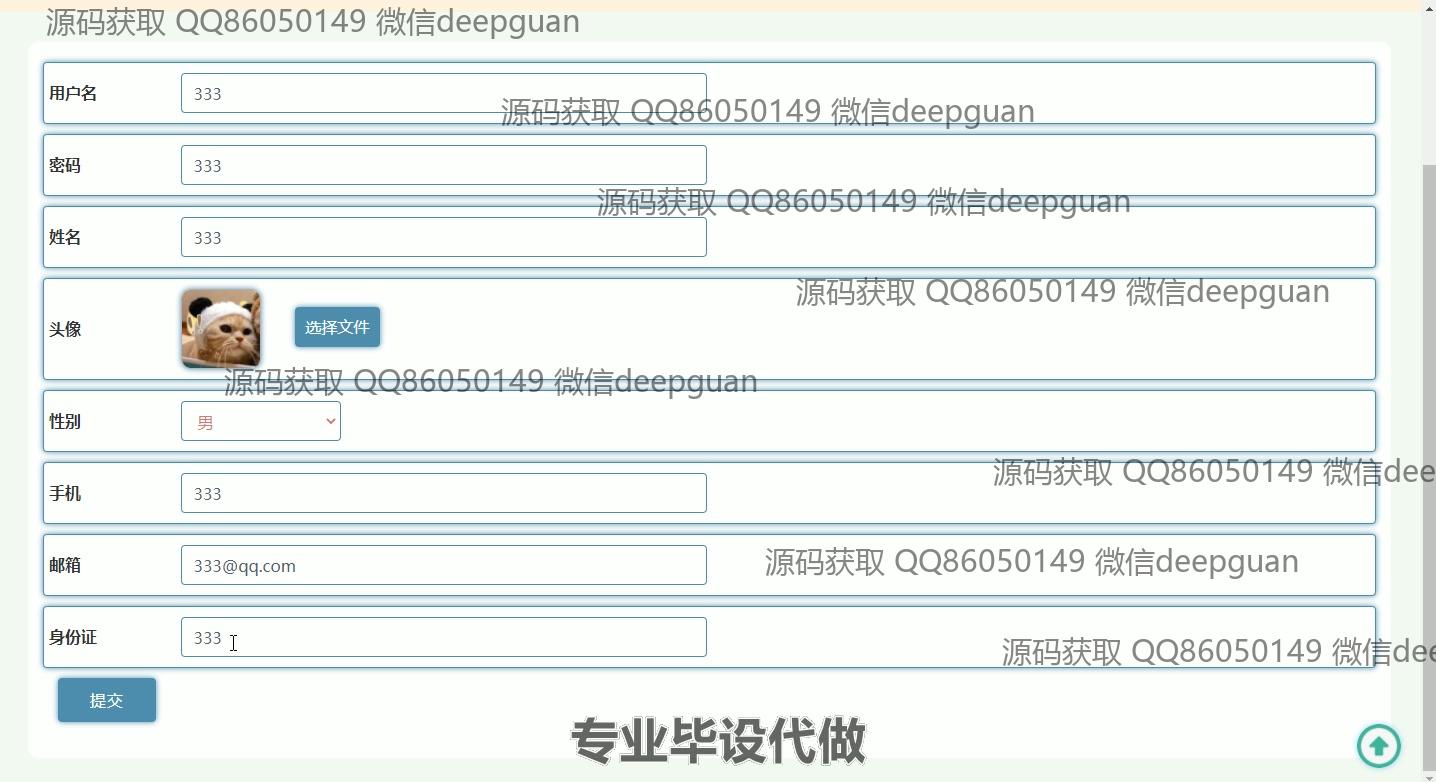 源码获取 QQ86050149 微信deepguan
用户名 333
源码获取 QQ86050149 微信deepguan
密码 333
源码获取 QQ86050149 微信deepguan
姓名 333
源码获取 QQ86050149 微信deepguan
头像 选择文件
源码获取 QQ86050149 微信deepguan
性别 男
源码获取 QQ86050149 微信dee
手机 333
邮箱 333@qq.com
源码获取 QQ86050149 微信deepguan
身份证 333
源码获取 QQ86050149 微信dee
提交
专业毕设代做